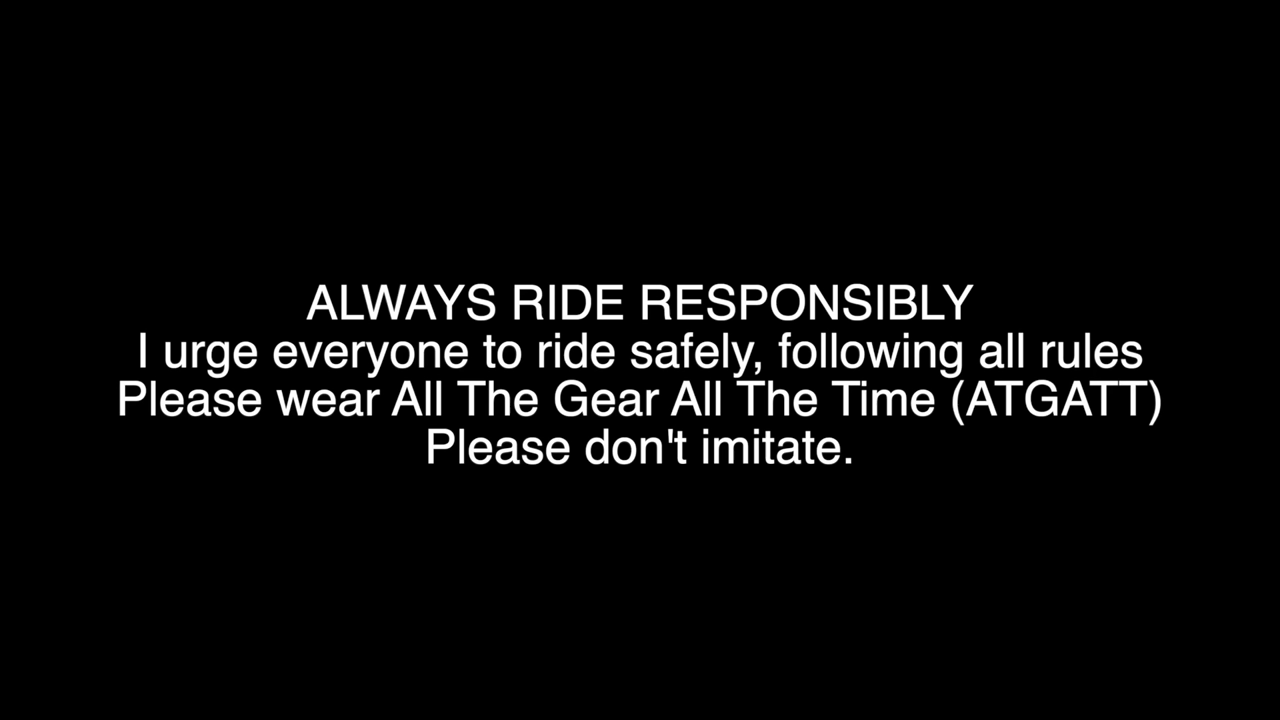 ALWAYS RIDE RESPONSIBLY
I urge everyone to ride safely, following all rules
Please wear All The Gear All The Time (ATGATT)
Please don't imitate.